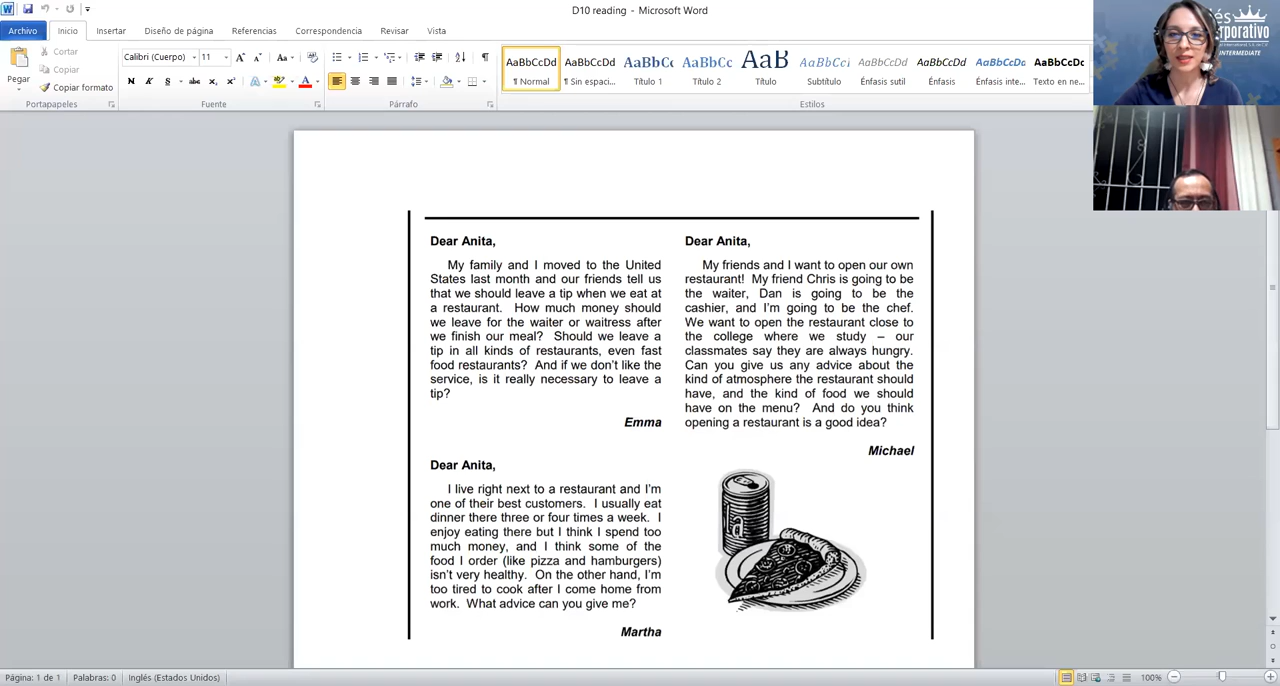 D10 reading - Microsoft Word
Archivo
Inicio
Insertar
Diseño de página
Referencias
Correspondencia
Revisar
Vista
Pegar
Cortar
Copiar
Copiar formato
Portapapeles
Calibri (Cuerpo)
11
Fuente
Párrafo
AaBbCcDd
¶ Normal
AaBbCcDd
¶ Sin espaci...
AaBbCc
Título 1
AaBbCc
Título 2
AaB
Título
AaBbCcl
Subtítulo
AaBbCcDd
Énfasis sutil
AaBbCcDd
Énfasis
AaBbCcDd
Énfasis inte...
AaBbCcDc
Texto en ne...
Estilos
INTERMEDIATE
Dear Anita,
My family and I moved to the United
States last month and our friends tell us
that we should leave a tip when we eat at
a restaurant. How much money should
we leave for the waiter or waitress after
we finish our meal? Should we leave a
tip in all kinds of restaurants, even fast
food restaurants? And if we don't like the
service, is it really necessary to leave a
tip?
Emma
Dear Anita,
I live right next to a restaurant and I'm
one of their best customers. I usually eat
dinner there three or four times a week. I
enjoy eating there but I think I spend too
much money, and I think some of the
food I order (like pizza and hamburgers)
isn't very healthy. On the other hand, I'm
too tired to cook after I come home from
work. What advice can you give me?
Martha
Dear Anita,
My friends and I want to open our own
restaurant! My friend Chris is going to be
the waiter, Dan is going to be the
cashier, and I'm going to be the chef.
We want to open the restaurant close to
the college where we study – our
classmates say they are always hungry.
Can you give us any advice about the
kind of atmosphere the restaurant should
have, and the kind of food we should
have on the menu? And do you think
opening a restaurant is a good idea?
Michael
Página: 1 de 1
Palabras: 0
Inglés (Estados Unidos)
100%